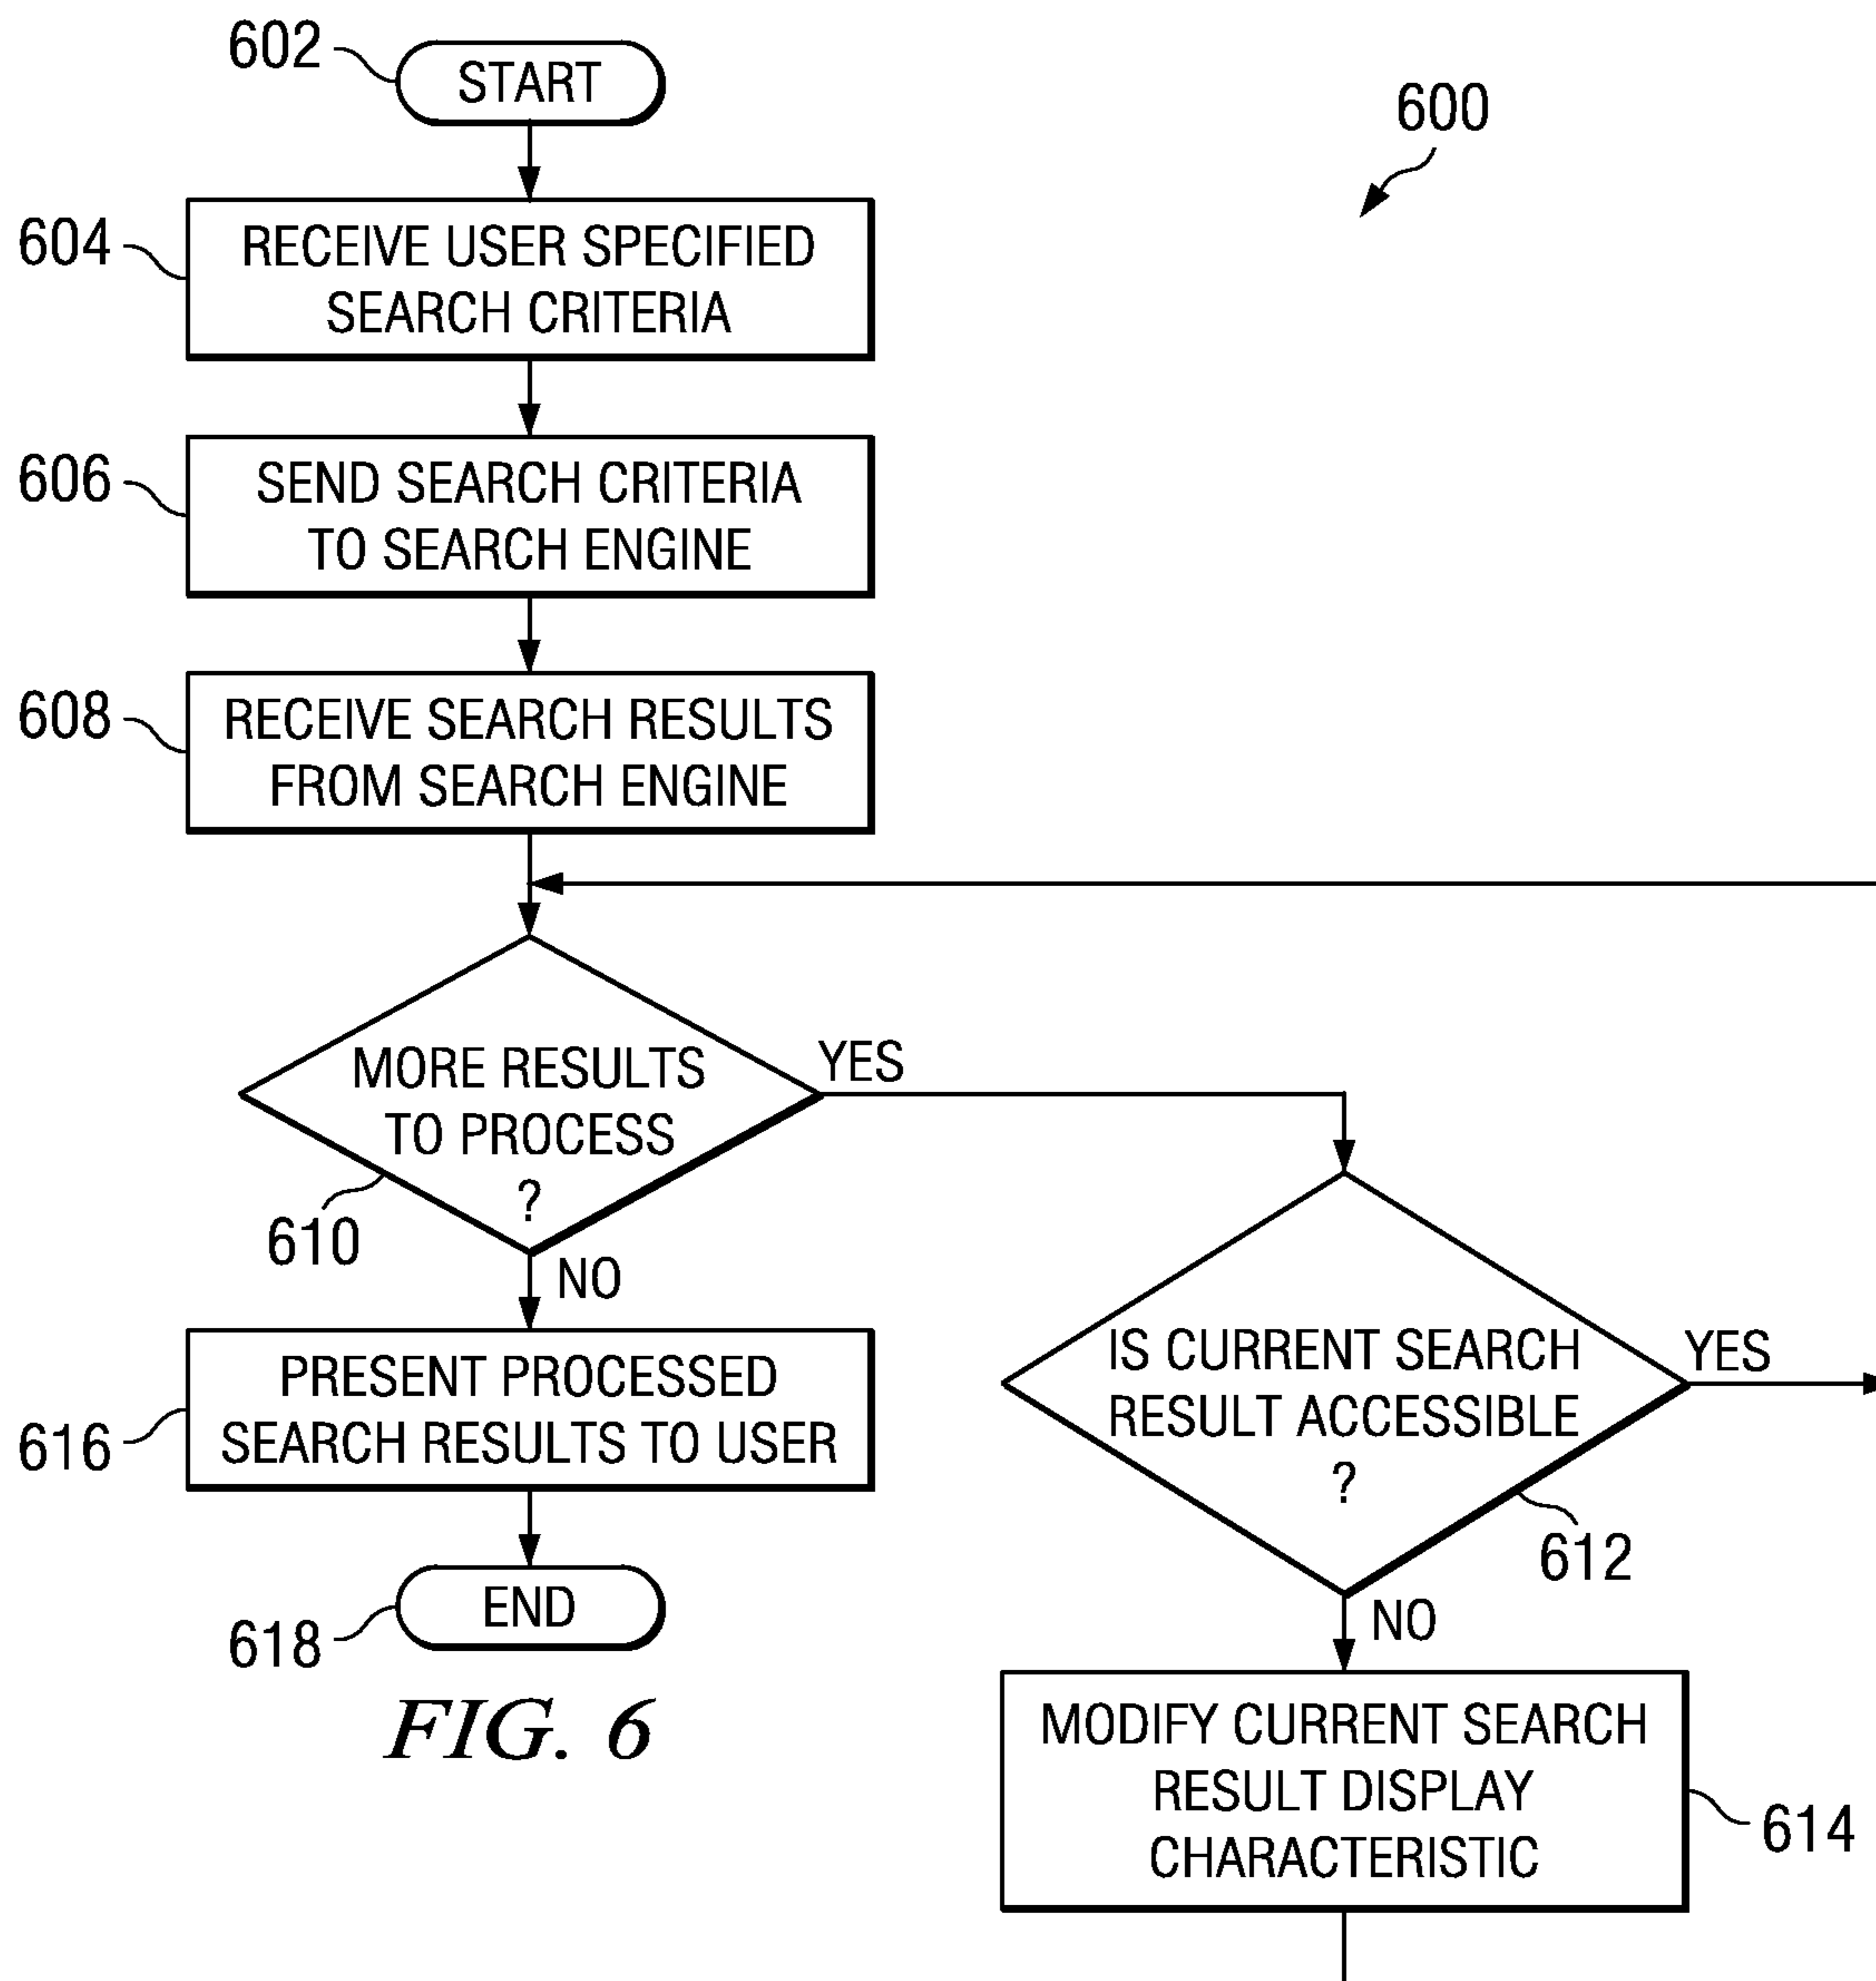 602
START
600
604
RECEIVE USER SPECIFIED
SEARCH CRITERIA
606
SEND SEARCH CRITERIA
TO SEARCH ENGINE
608
RECEIVE SEARCH RESULTS
FROM SEARCH ENGINE
MORE RESULTS
TO PROCESS
?
YES
610
NO
IS CURRENT SEARCH
RESULT ACCESSIBLE
?
YES
612
NO
616
PRESENT PROCESSED
SEARCH RESULTS TO USER
618
END
MODIFY CURRENT SEARCH
RESULT DISPLAY
CHARACTERISTIC
614
FIG. 6